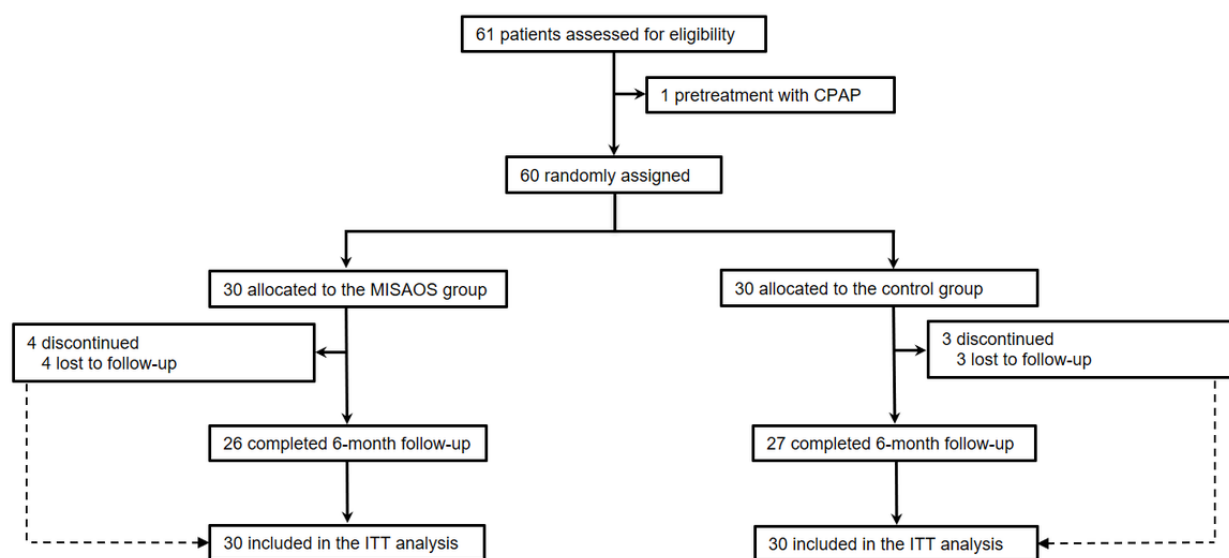 61 patients assessed for eligibility
1 pretreatment with CPAP
60 randomly assigned
30 allocated to the MISAOS group
30 allocated to the control group
4 discontinued
4 lost to follow-up
3 discontinued
3 lost to follow-up
26 completed 6-month follow-up
27 completed 6-month follow-up
30 included in the ITT analysis
30 included in the ITT analysis